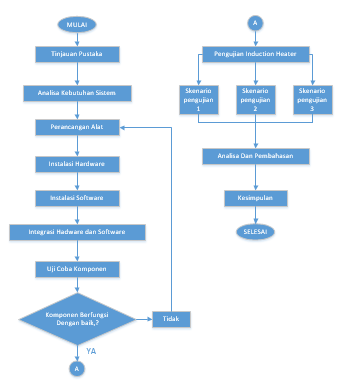 MULAI
Tinjauan Pustaka
Analisa Kebutuhan Sistem
Perancangan Alat
Instalasi Hardware
Instalasi Software
Integrasi Hadware dan Software
Uji Coba Komponen
Komponen Berfungsi
Dengan baik,?
Tidak
YA
A
A
Pengujian Induction Heater
Skenario
pengujian
1
Skenario
pengujian
2
Skenario
pengujian
3
Analisa Dan Pembahasan
Kesimpulan
SELESAI